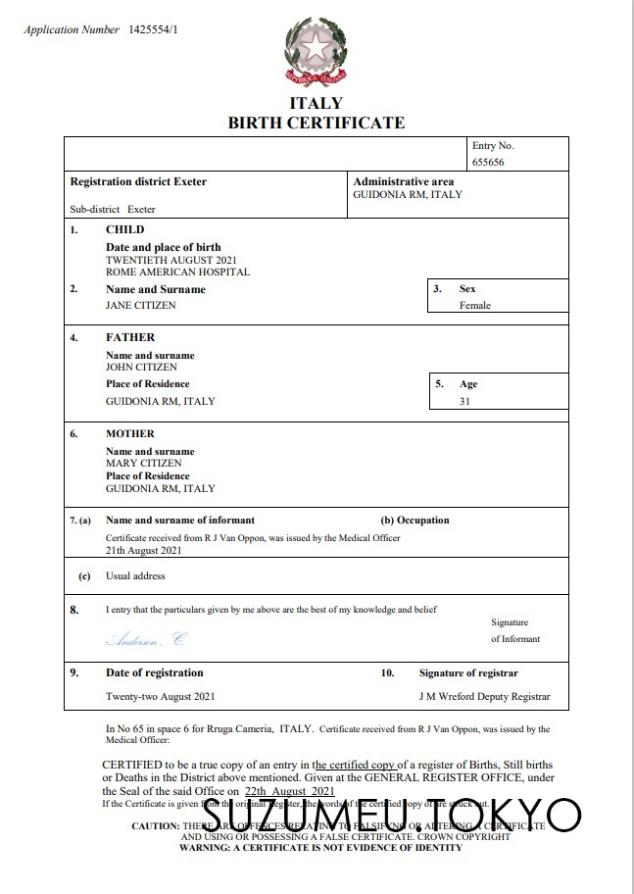 Application Number 1425554/1
REPVBBLICA ITALIANA
ITALY
BIRTH CERTIFICATE
Entry No.
655656
Registration district Exeter
Administrative area
GUIDONIA RM, ITALY
Sub-district Exeter
1. CHILD
Date and place of birth
TWENTIETH AUGUST 2021
ROME AMERICAN HOSPITAL
2. Name and Surname
3. Sex
JANE CITIZEN
Female
4. FATHER
Name and surname
JOHN CITIZEN
Place of Residence
5. Age
GUIDONIA RM, ITALY
31
6. MOTHER
Name and surname
MARY CITIZEN
Place of Residence
GUIDONIA RM, ITALY
7. (a) Name and surname of informant (b) Occupation
Certificate received from R J Van Oppon, was issued by the Medical Officer
21th August 2021
(c) Usual address
8. I entry that the particulars given by me above are the best of my knowledge and belief
Signature
of Informant
Anderson. C.
9. Date of registration 10. Signature of registrar
Twenty-two August 2021 J M Wreford Deputy Registrar
In No 65 in space 6 for Rruga Cameria, ITALY. Certificate received from R J Van Oppon, was issued by the
Medical Officer:
CERTIFIED to be a true copy of an entry in the certified copy of a register of Births, Still births
or Deaths in the District above mentioned. Given at the GENERAL REGISTER OFFICE, under
the Seal of the said Office on 22th August 2021
If the Certificate is given from the original register, the words of the certified copy of are struck out.
SUZUMEU.TOKYO
CAUTION: THERE ARE OFFENCES RELATING TO FALSIFYING OR ALTERING A CERTIFICATE
AND USING OR POSSESSING A FALSE CERTIFICATE. CROWN COPYRIGHT
WARNING: A CERTIFICATE IS NOT EVIDENCE OF IDENTITY